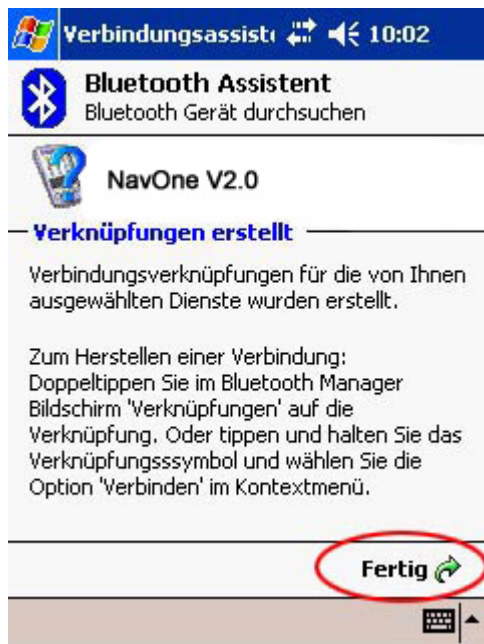 Verbindungsassistı 10:02
Bluetooth Assistent
Bluetooth Gerät durchsuchen
NavOne V2.0
Verknüpfungen erstellt
Verbindungsverknüpfungen für die von Ihnen
ausgewählten Dienste wurden erstellt.
Zum Herstellen einer Verbindung:
Doppeltippen Sie im Bluetooth Manager
Bildschirm 'Verknüpfungen' auf die
Verknüpfung. Oder tippen und halten Sie das
Verknüpfungsssymbol und wählen Sie die
Option 'Verbinden' im Kontextmenü.
Fertig